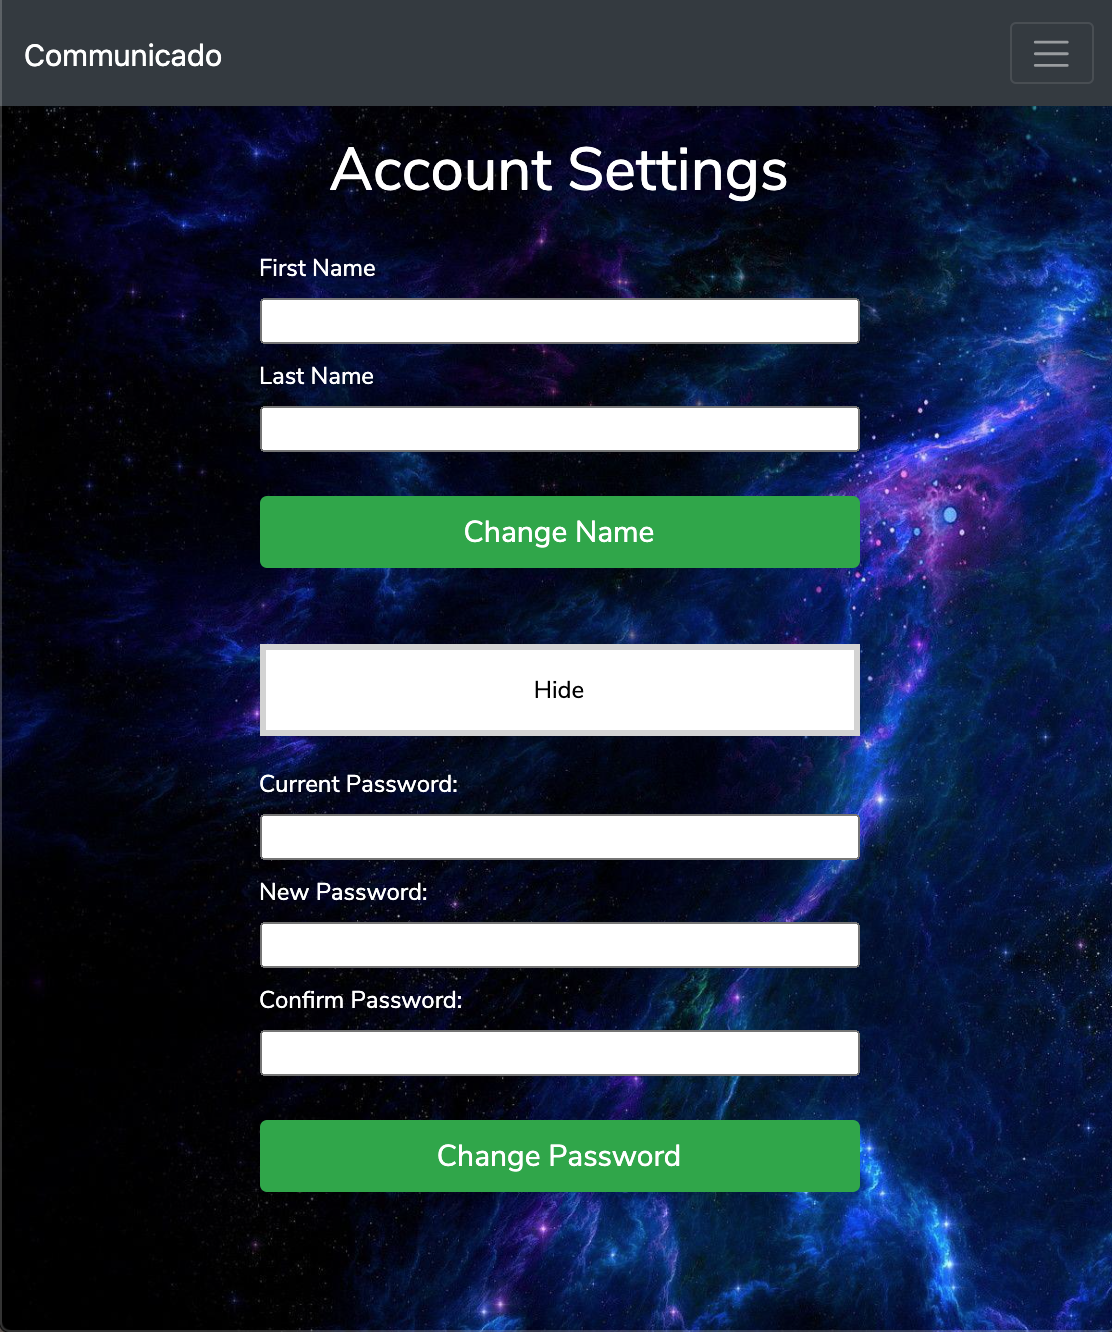 Communicado
Account Settings
First Name
Last Name
Change Name
Hide
Current Password:
New Password:
Confirm Password:
Change Password